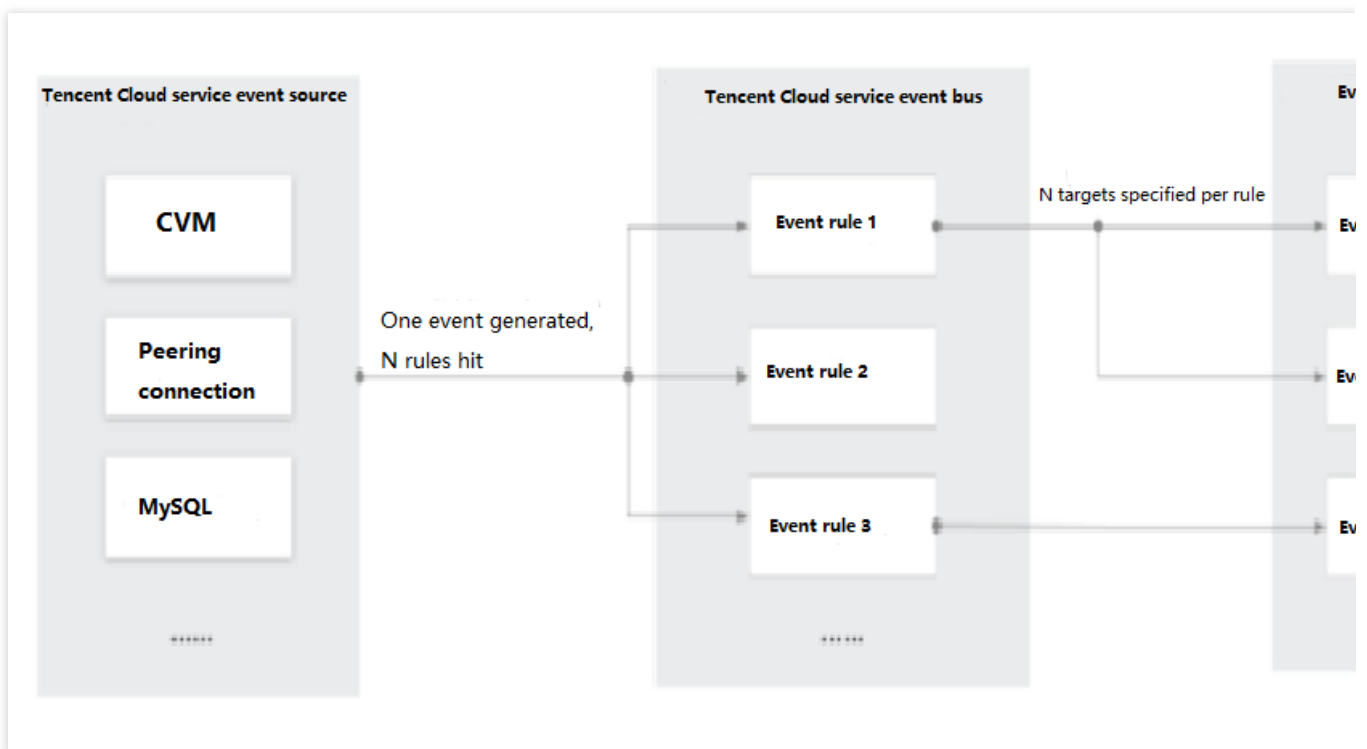 Tencent Cloud service event source
CVM
Peering
connection
MySQL
......
One event generated,
N rules hit
Tencent Cloud service event bus
Event rule 1
Event rule 2
Event rule 3
......
N targets specified per rule